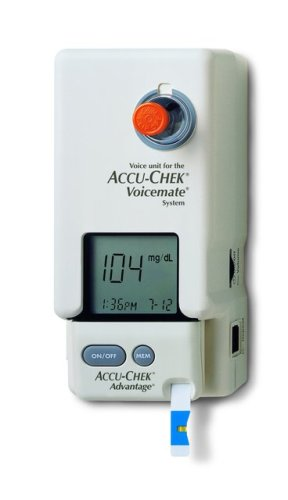 Voice unit for the
ACCU-CHEK®
Voicemate®
System
104 mg/dL
1:36PM 7-12
ON/OFF
MEM
ACCU-CHEK®
Advantage®